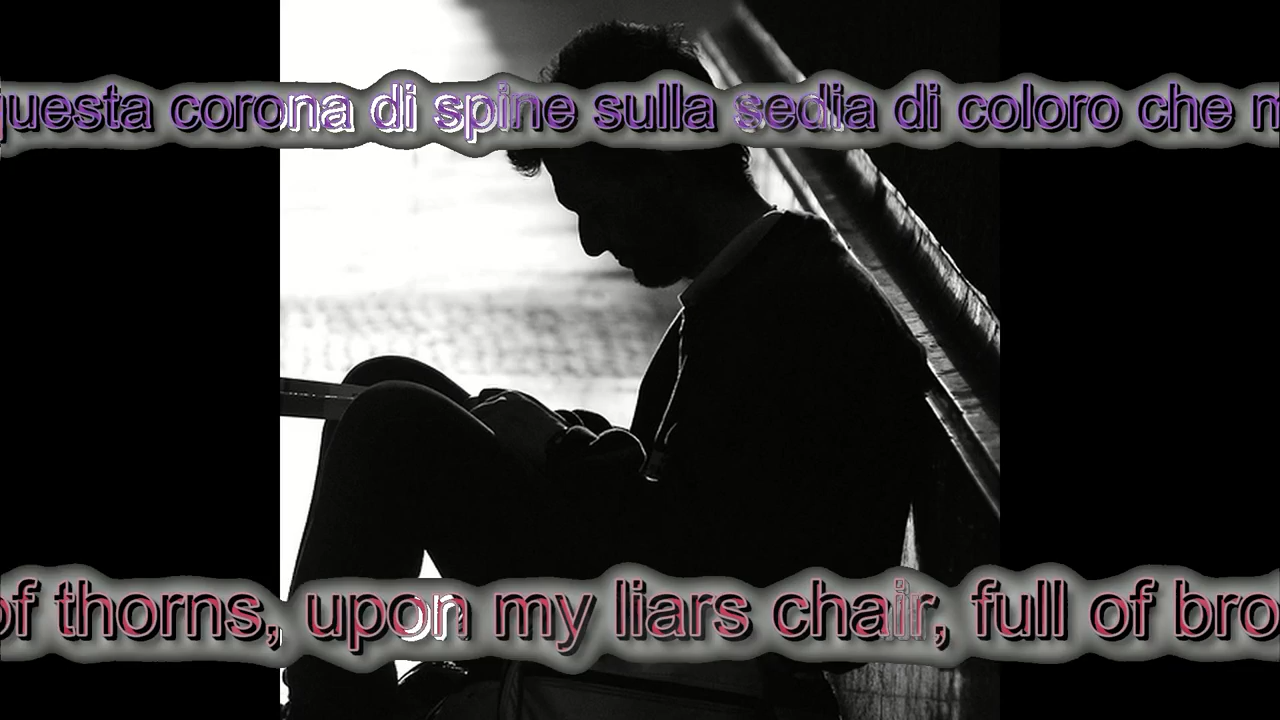 questa corona di spine sulla sedia di coloro che
of thorns, upon my liars chair, full of